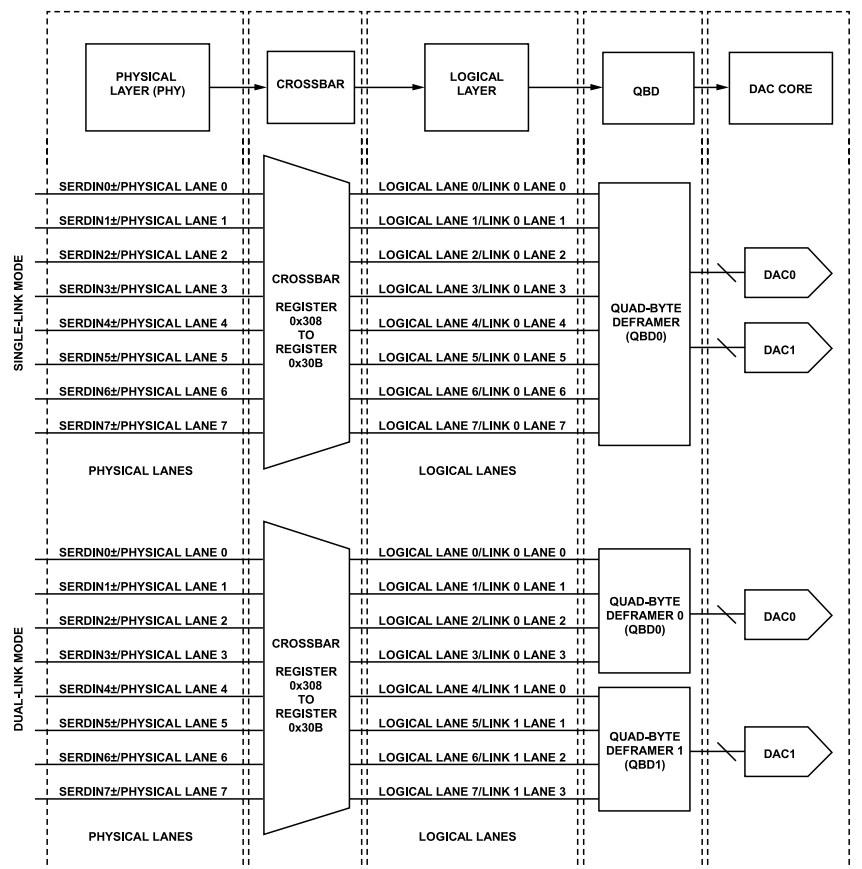 PHYSICAL
LAYER (PHY)
CROSSBAR
LOGICAL
LAYER
QBD
DAC CORE
SINGLE-LINK MODE
SERDIN0±/PHYSICAL LANE 0
SERDIN1±/PHYSICAL LANE 1
SERDIN2±/PHYSICAL LANE 2
SERDIN3±/PHYSICAL LANE 3
SERDIN4±/PHYSICAL LANE 4
SERDIN5±/PHYSICAL LANE 5
SERDIN6±/PHYSICAL LANE 6
SERDIN7±/PHYSICAL LANE 7
PHYSICAL LANES
CROSSBAR
REGISTER
0x308
TO
REGISTER
0x30B
LOGICAL LANE 0/LINK 0 LANE 0
LOGICAL LANE 1/LINK 0 LANE 1
LOGICAL LANE 2/LINK 0 LANE 2
LOGICAL LANE 3/LINK 0 LANE 3
LOGICAL LANE 4/LINK 0 LANE 4
LOGICAL LANE 5/LINK 0 LANE 5
LOGICAL LANE 6/LINK 0 LANE 6
LOGICAL LANE 7/LINK 0 LANE 7
LOGICAL LANES
QUAD-BYTE
DEFRAMER
(QBD0)
DAC0
DAC1
DUAL-LINK MODE
SERDIN0±/PHYSICAL LANE 0
SERDIN1±/PHYSICAL LANE 1
SERDIN2±/PHYSICAL LANE 2
SERDIN3±/PHYSICAL LANE 3
SERDIN4±/PHYSICAL LANE 4
SERDIN5±/PHYSICAL LANE 5
SERDIN6±/PHYSICAL LANE 6
SERDIN7±/PHYSICAL LANE 7
PHYSICAL LANES
CROSSBAR
REGISTER
0x308
TO
REGISTER
0x30B
LOGICAL LANE 0/LINK 0 LANE 0
LOGICAL LANE 1/LINK 0 LANE 1
LOGICAL LANE 2/LINK 0 LANE 2
LOGICAL LANE 3/LINK 0 LANE 3
LOGICAL LANE 4/LINK 1 LANE 0
LOGICAL LANE 5/LINK 1 LANE 1
LOGICAL LANE 6/LINK 1 LANE 2
LOGICAL LANE 7/LINK 1 LANE 3
LOGICAL LANES
QUAD-BYTE
DEFRAMER 0
(QBD0)
QUAD-BYTE
DEFRAMER 1
(QBD1)
DAC0
DAC1